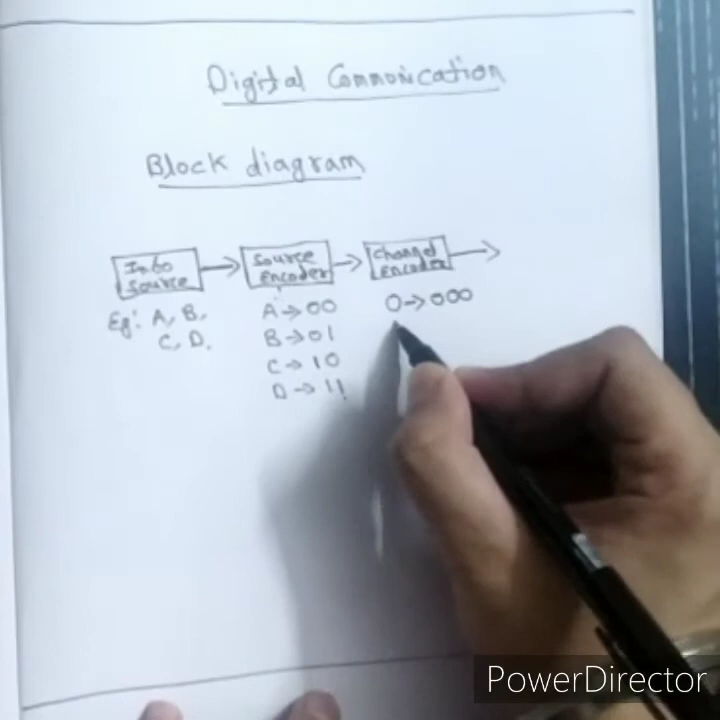 Digital Communication
Block diagram
Info source → Source encoder → Channel Encoder →
Eg: A, B, C, D.
A → 00
B → 01
C → 10
D → 11
0 → 000
PowerDirector